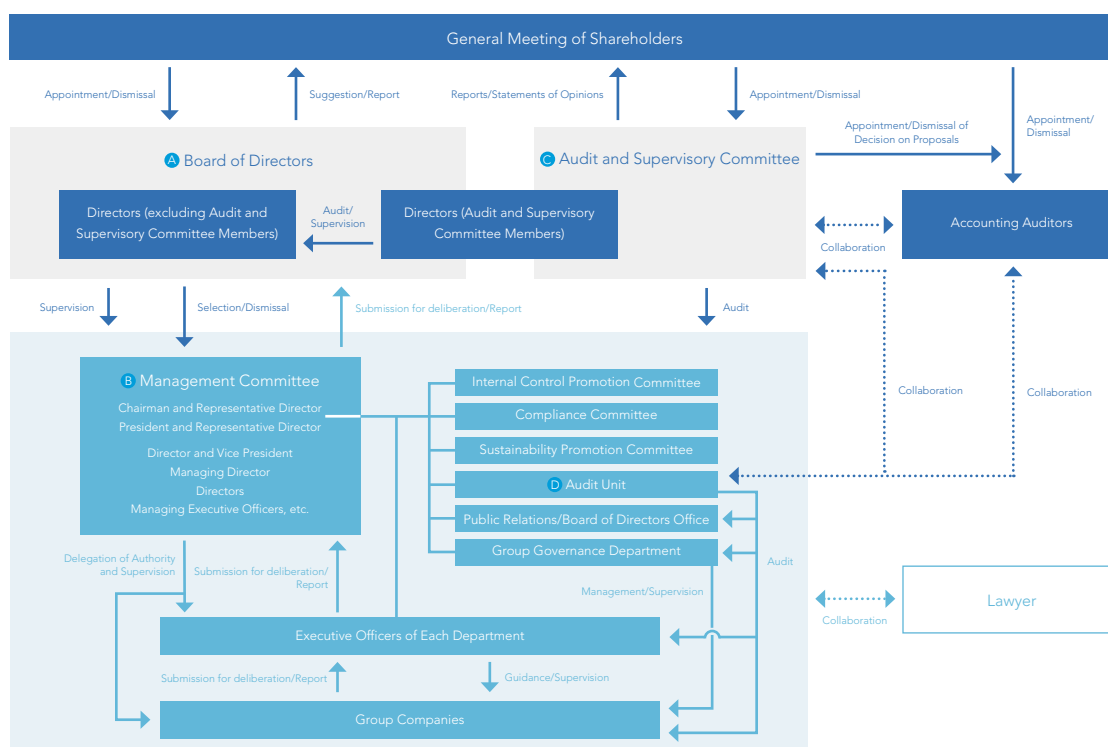 General Meeting of Shareholders
Appointment/Dismissal
Suggestion/Report
Reports/Statements of Opinions
Appointment/Dismissal
Appointment/Dismissal of
Decision on Proposals
Appointment/
Dismissal
A Board of Directors
C Audit and Supervisory Committee
Directors (excluding Audit and
Supervisory Committee Members)
Audit/
Supervision
Directors (Audit and Supervisory
Committee Members)
Collaboration
Accounting Auditors
Supervision
Selection/Dismissal
Submission for deliberation/Report
Audit
B Management Committee
Chairman and Representative Director
President and Representative Director
Director and Vice President
Managing Director
Directors
Managing Executive Officers, etc.
Internal Control Promotion Committee
Compliance Committee
Sustainability Promotion Committee
D Audit Unit
Public Relations/Board of Directors Office
Group Governance Department
Collaboration
Collaboration
Delegation of Authority
and Supervision
Submission for deliberation/
Report
Management/Supervision
Audit
Executive Officers of Each Department
Submission for deliberation/Report
Guidance/Supervision
Group Companies
Collaboration
Lawyer